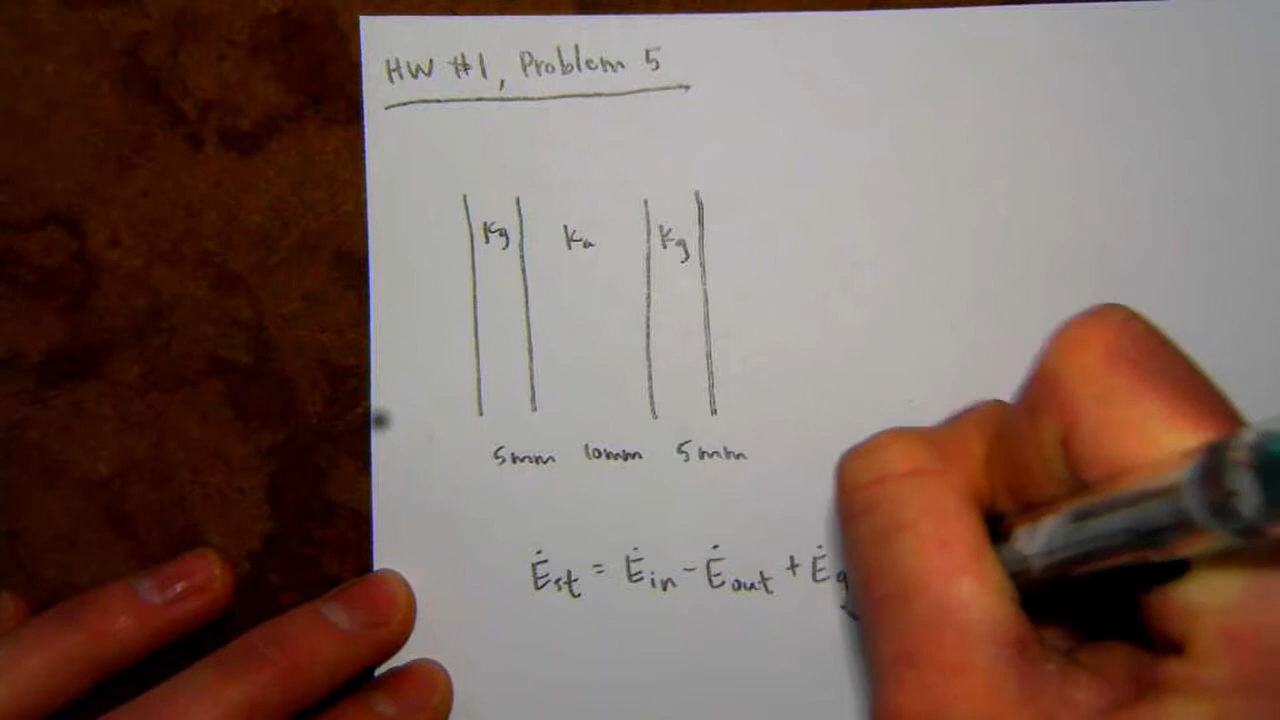 HW #1, Problem 5
Kg Ka Kg
5mm 10mm 5mm
Ėst = Ėin - Ėout + Ėg